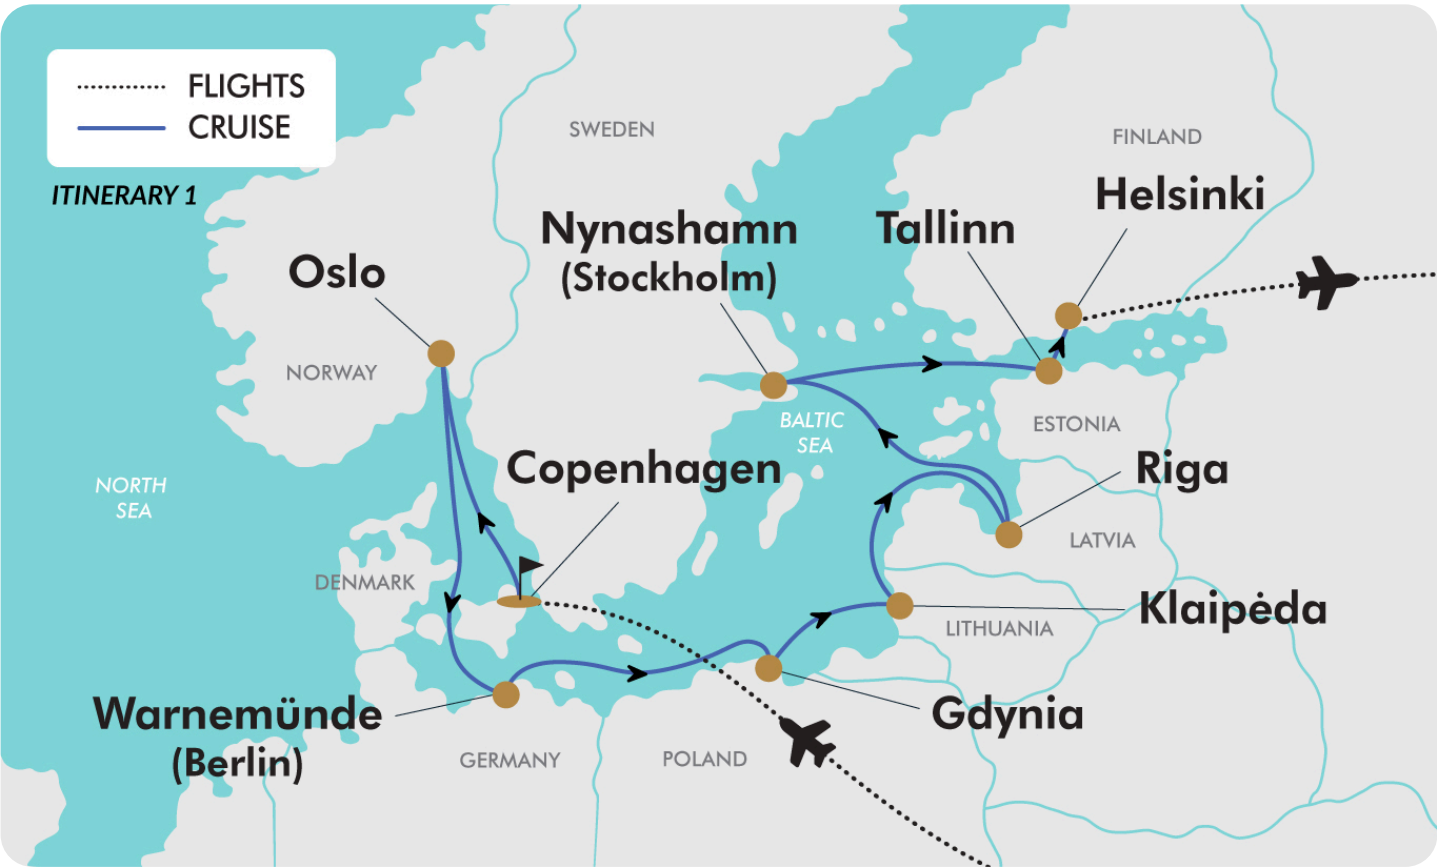 FLIGHTS
CRUISE
ITINERARY 1
SWEDEN
FINLAND
Helsinki
Nynashamn
(Stockholm)
Tallinn
Oslo
NORWAY
BALTIC
SEA
ESTONIA
NORTH
SEA
Copenhagen
Riga
LATVIA
DENMARK
Klaipėda
LITHUANIA
Warnemünde
(Berlin)
Gdynia
GERMANY
POLAND